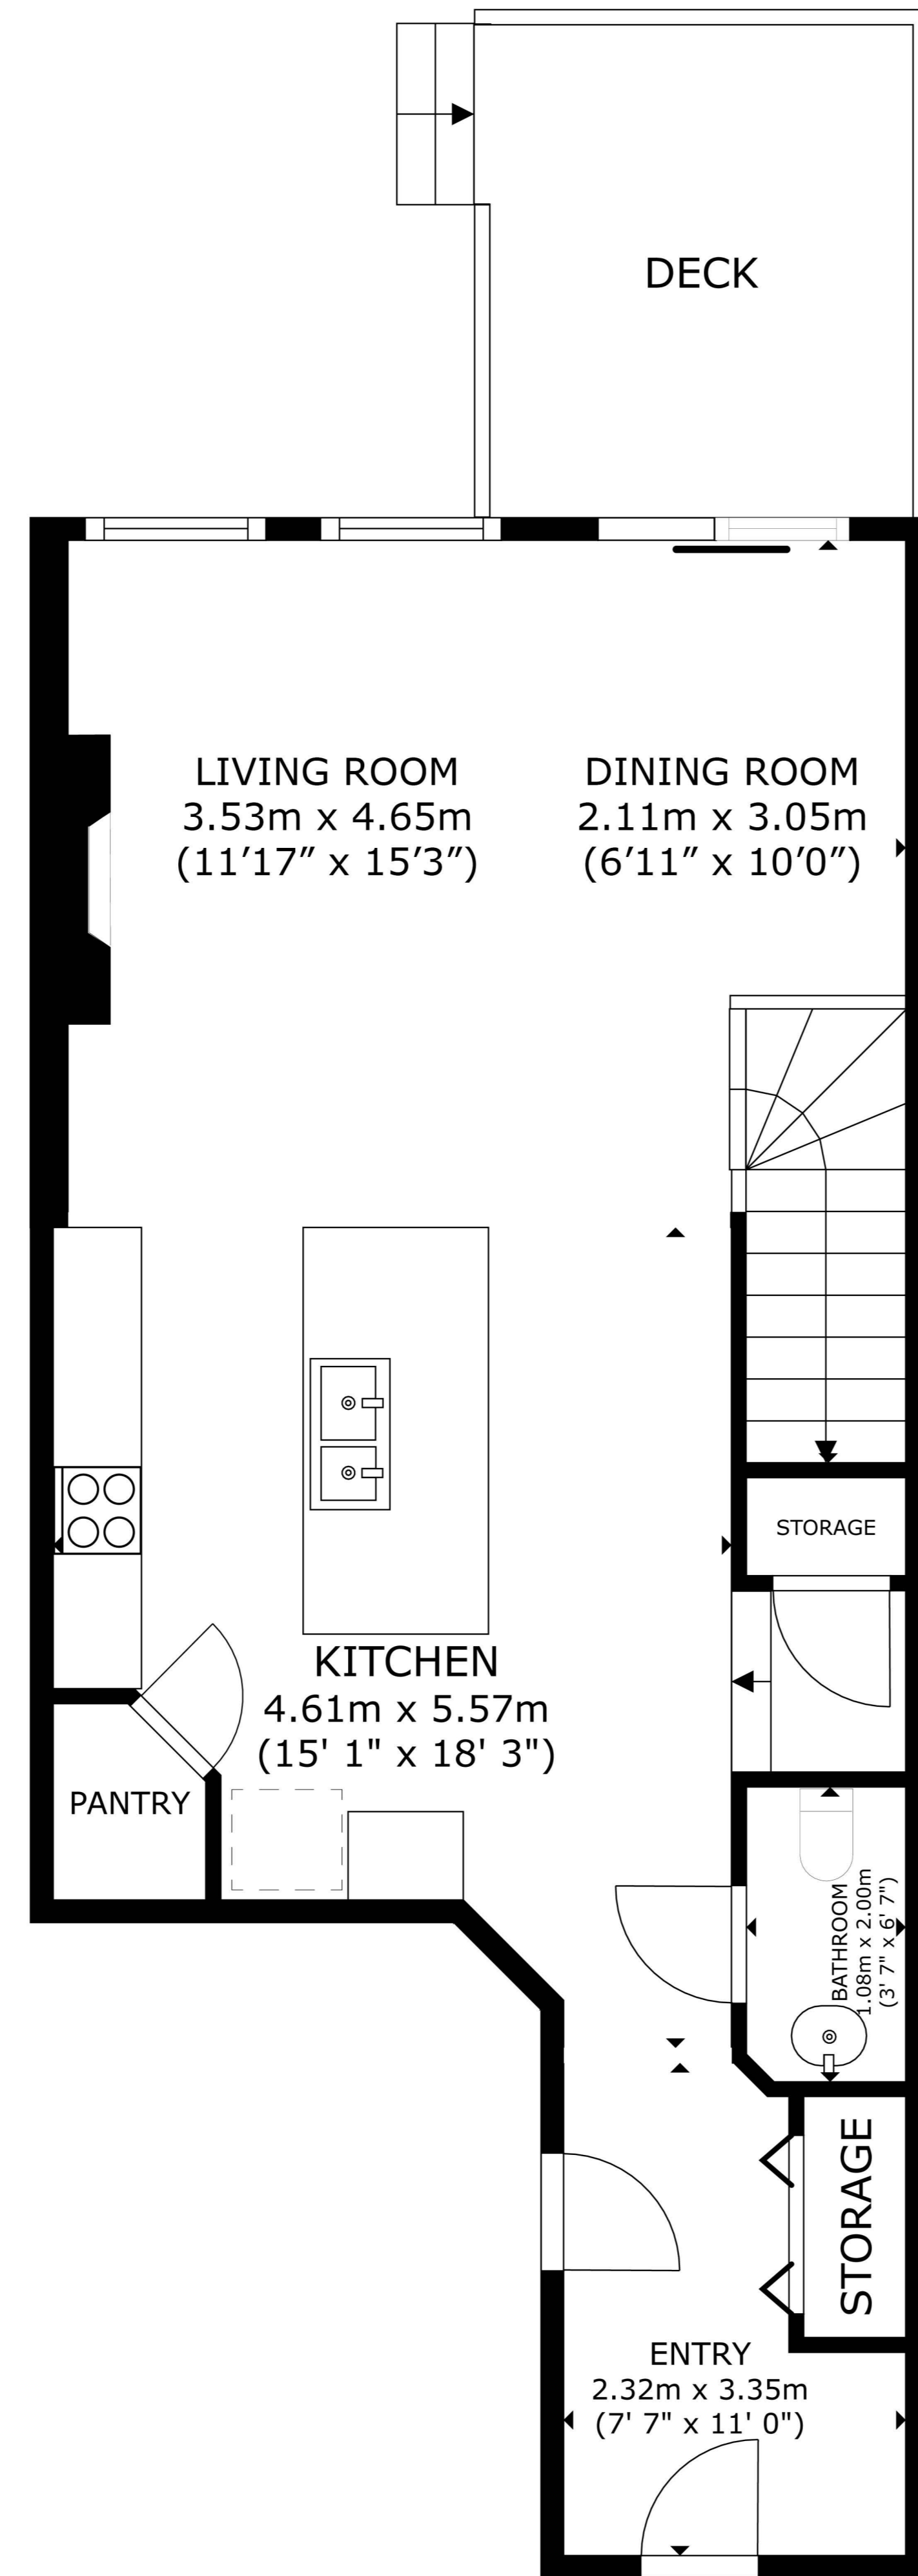 DECK
LIVING ROOM
3.53m x 4.65m
(11′17″ x 15′3″)
DINING ROOM
2.11m x 3.05m
(6′11″ x 10′0″)
STORAGE
KITCHEN
4.61m x 5.57m
(15' 1" x 18' 3")
PANTRY
BATHROOM
1.08m x 2.00m
(3' 7" x 6' 7")
STORAGE
ENTRY
2.32m x 3.35m
(7' 7" x 11' 0")